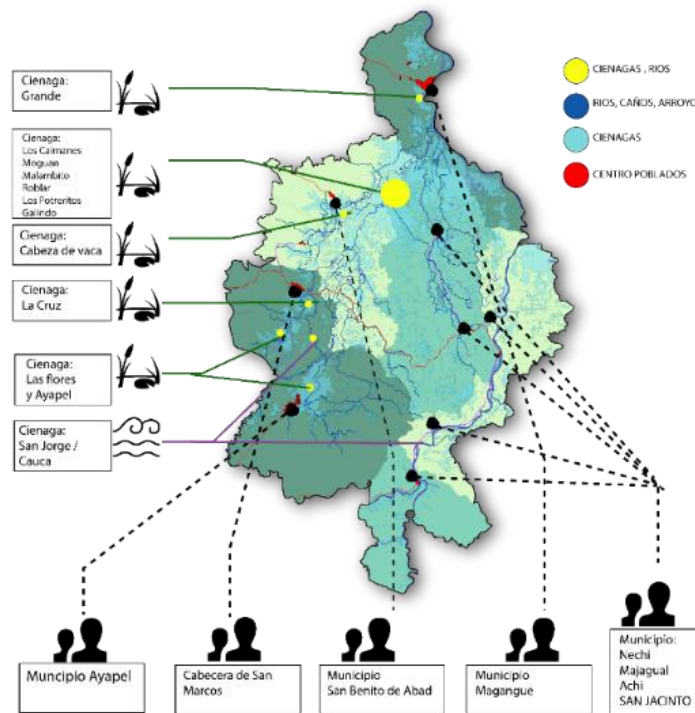 Cienaga:
Grande
Cienaga:
Los Caimanes
Moguan
Malambito
Roblar
Los Potreritos
Galindo
Cienaga:
Cabeza de vaca
Cienaga:
La Cruz
Cienaga:
Las flores
y Ayapel
Cienaga:
San Jorge /
Cauca
CIENAGAS , RIOS
RIOS, CAÑOS, ARROYO
CIENAGAS
CENTRO POBLADOS
Muncipio Ayapel
Cabecera de San
Marcos
Municipio
San Benito de Abad
Municipio
Magangue
Municipio:
Nechi
Majagual
Achi
SAN JACINTO